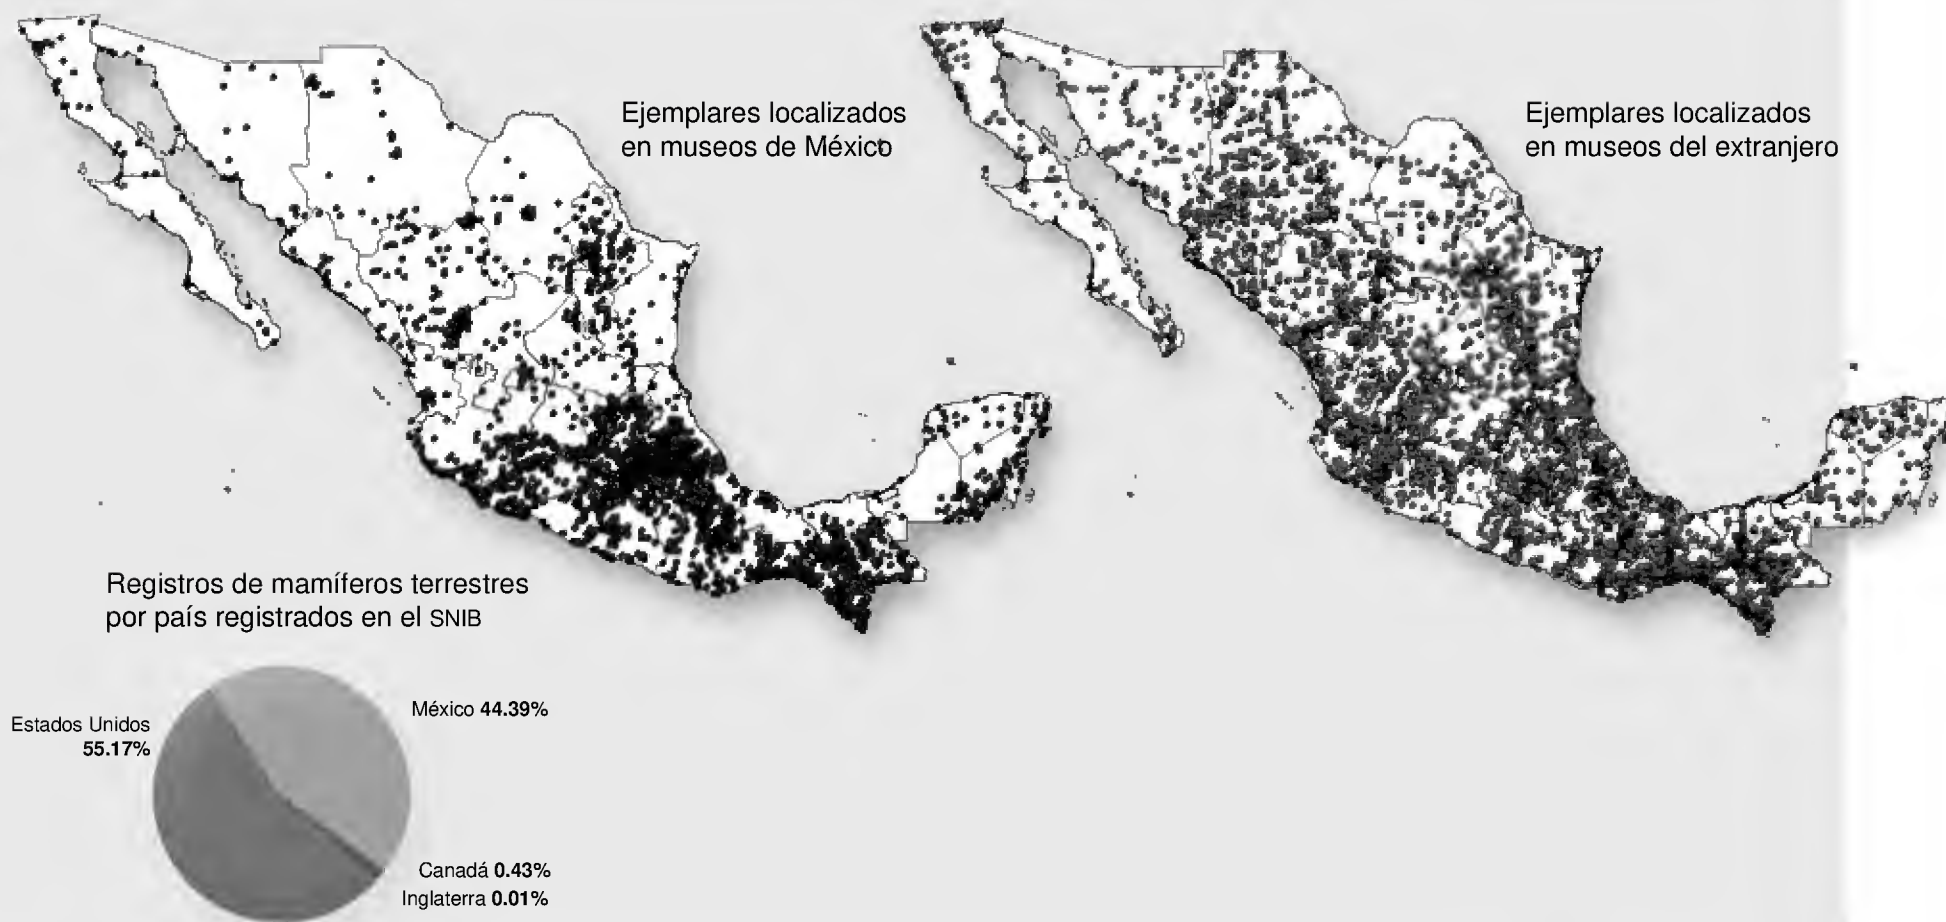 Ejemplares localizados
en museos de México
Ejemplares localizados
en museos del extranjero
Registros de mamíferos terrestres
por país registrados en el SNIB
México 44.39%
Estados Unidos
55.17%
Canadá 0.43%
Inglaterra 0.01%